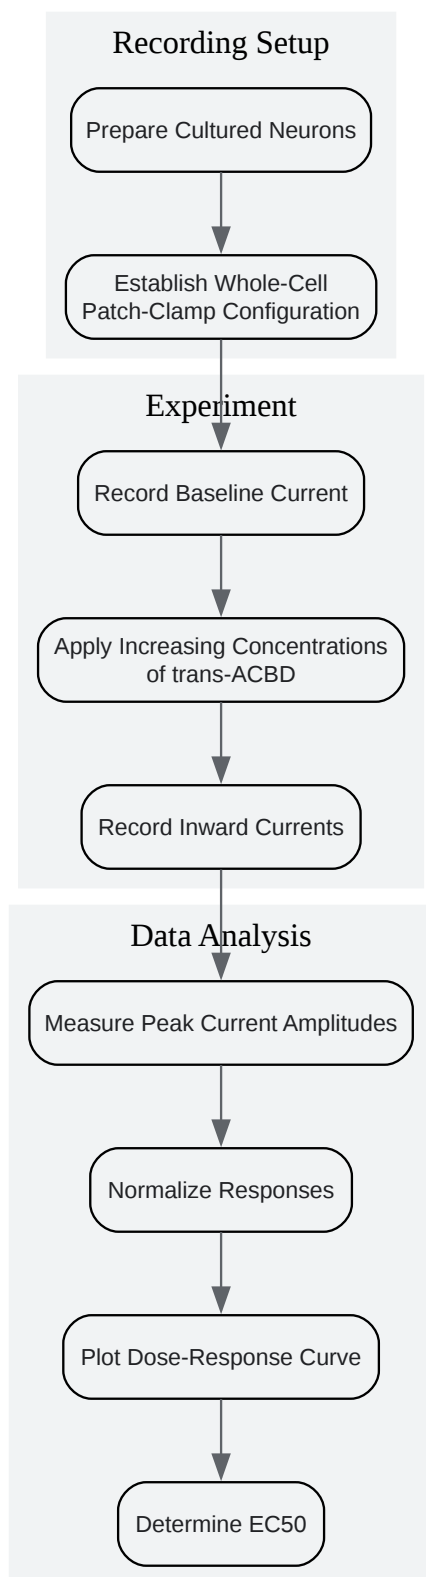 Recording Setup
Prepare Cultured Neurons
Establish Whole-Cell
Patch-Clamp Configuration
Experiment
Record Baseline Current
Apply Increasing Concentrations
of trans-ACBD
Record Inward Currents
Data Analysis
Measure Peak Current Amplitudes
Normalize Responses
Plot Dose-Response Curve
Determine EC50